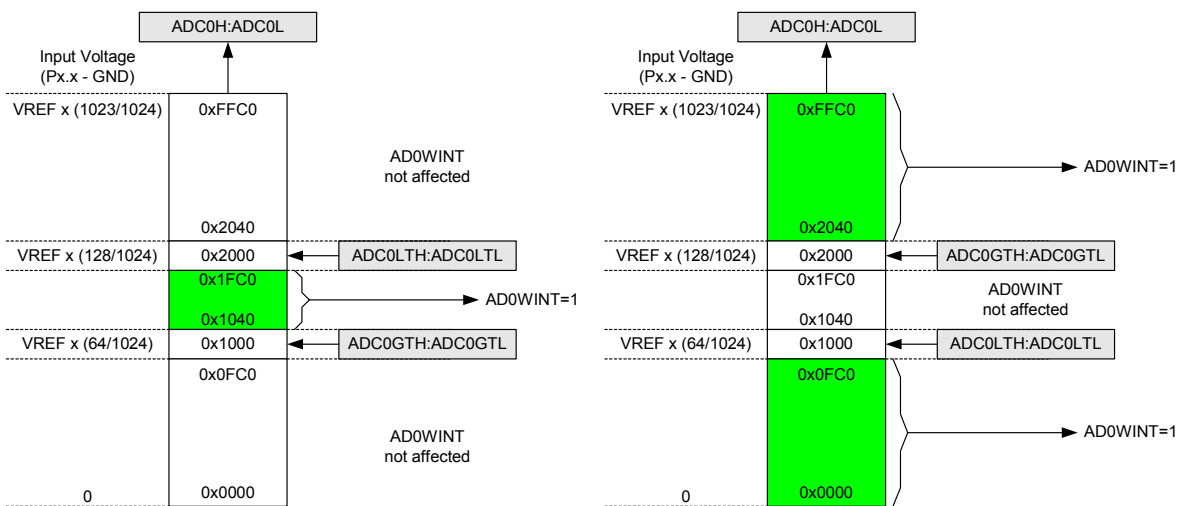 ADC0H:ADC0L
Input Voltage
(Px.x - GND)
VREF x (1023/1024)
0xFFC0
AD0WINT
not affected
0x2040
VREF x (128/1024)
0x2000
ADC0LTH:ADC0LTL
0x1FC0
AD0WINT=1
0x1040
VREF x (64/1024)
0x1000
ADC0GTH:ADC0GTL
0x0FC0
AD0WINT
not affected
0
0x0000
ADC0H:ADC0L
Input Voltage
(Px.x - GND)
VREF x (1023/1024)
0xFFC0
AD0WINT=1
0x2040
VREF x (128/1024)
0x2000
ADC0GTH:ADC0GTL
0x1FC0
AD0WINT
not affected
0x1040
VREF x (64/1024)
0x1000
ADC0LTH:ADC0LTL
0x0FC0
AD0WINT=1
0
0x0000